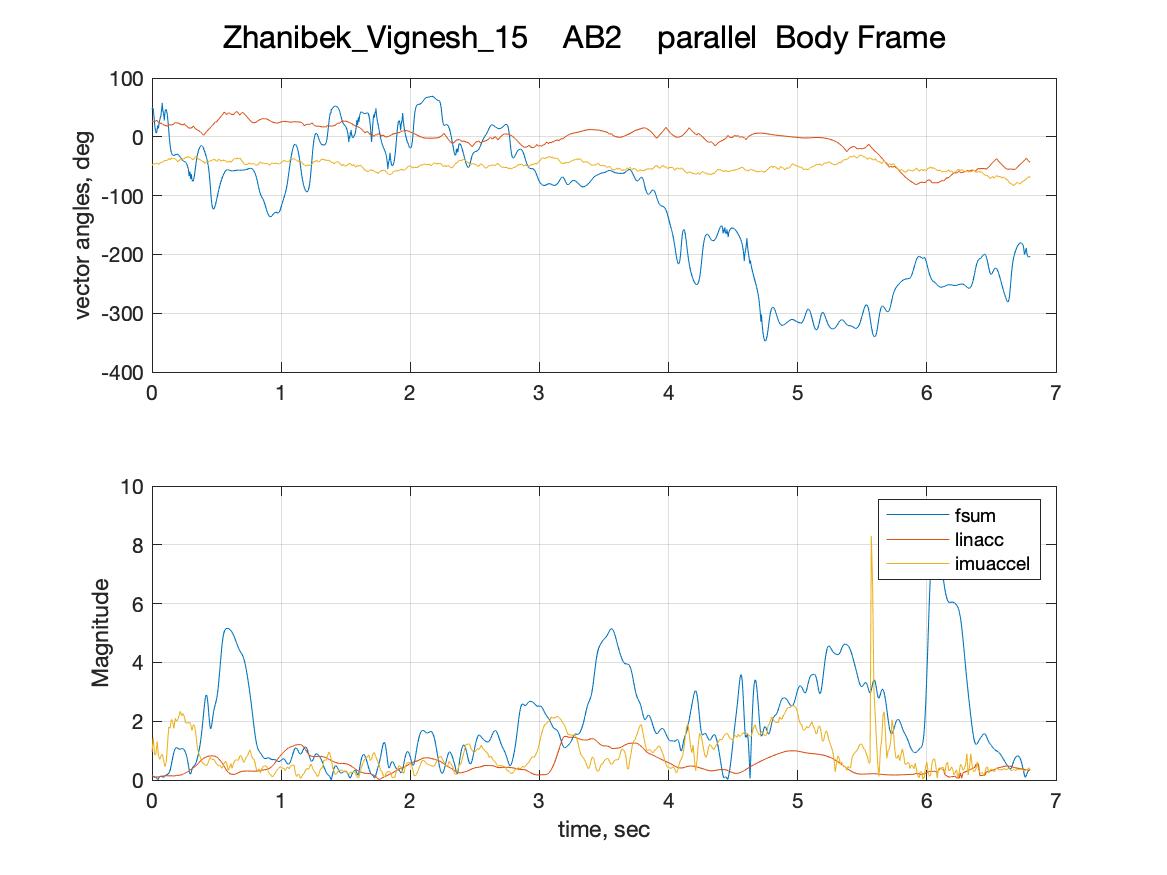 Zhanibek_Vignesh_15 AB2 parallel Body Frame
100
0
-100
-200
-300
-400
vector angles, deg
0 1 2 3 4 5 6 7
10
8
6
4
2
0
Magnitude
fsum
linacc
imuaccel
0 1 2 3 4 5 6 7
time, sec